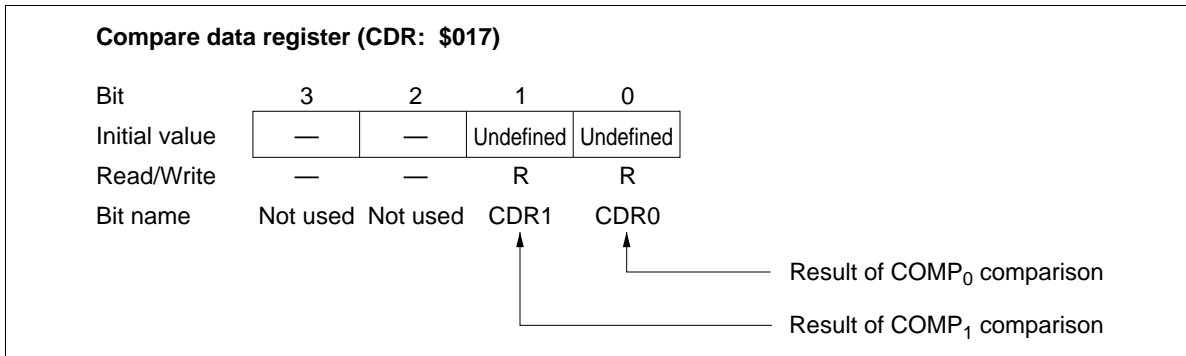 Compare data register (CDR: $017)
Bit 3 2 1 0
Initial value — — Undefined Undefined
Read/Write — — R R
Bit name Not used Not used CDR1 CDR0
Result of COMP0 comparison
Result of COMP1 comparison